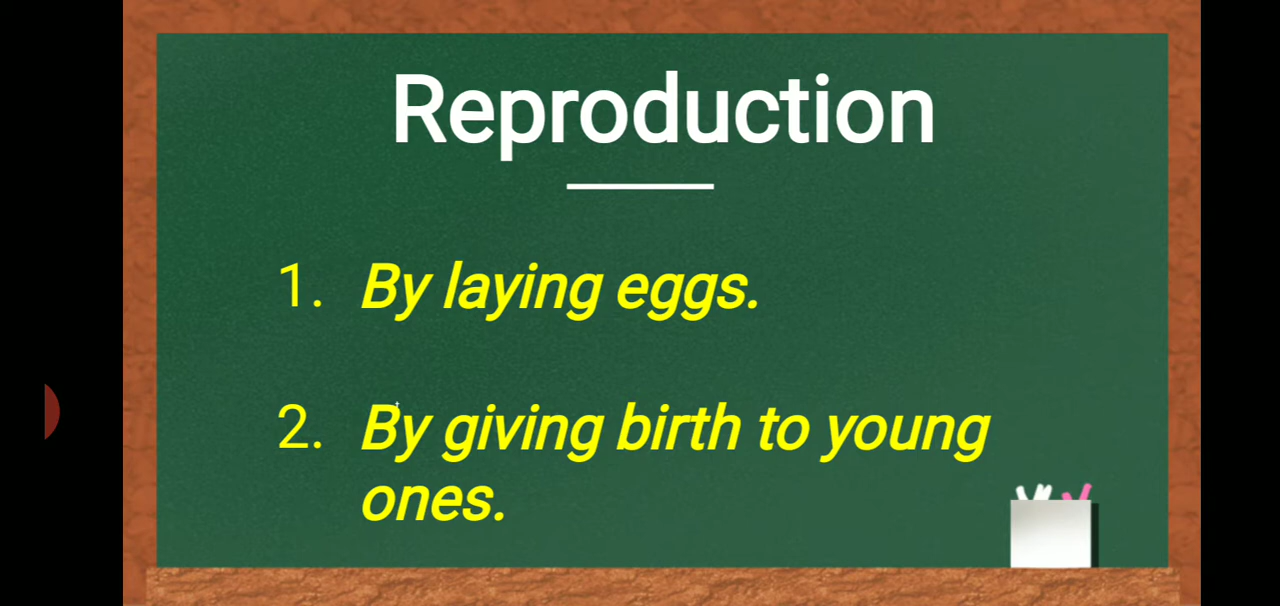 Reproduction
1. By laying eggs.
2. By giving birth to young
ones.